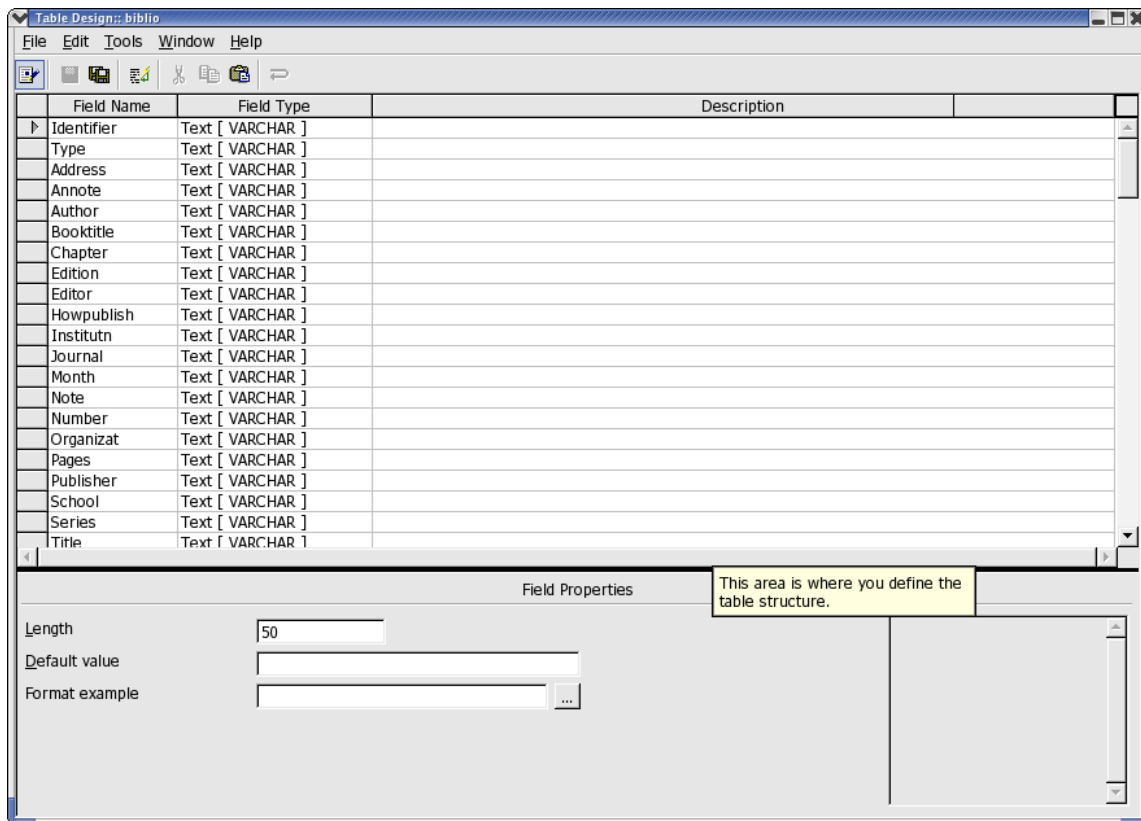 Table Design:: biblio
File Edit Tools Window Help
Field Name Field Type Description
Identifier Text [ VARCHAR ]
Type Text [ VARCHAR ]
Address Text [ VARCHAR ]
Annote Text [ VARCHAR ]
Author Text [ VARCHAR ]
Booktitle Text [ VARCHAR ]
Chapter Text [ VARCHAR ]
Edition Text [ VARCHAR ]
Editor Text [ VARCHAR ]
Howpublish Text [ VARCHAR ]
Institutn Text [ VARCHAR ]
Journal Text [ VARCHAR ]
Month Text [ VARCHAR ]
Note Text [ VARCHAR ]
Number Text [ VARCHAR ]
Organizat Text [ VARCHAR ]
Pages Text [ VARCHAR ]
Publisher Text [ VARCHAR ]
School Text [ VARCHAR ]
Series Text [ VARCHAR ]
Title Text [ VARCHAR ]
Field Properties
This area is where you define the
table structure.
Length 50
Default value
Format example ...